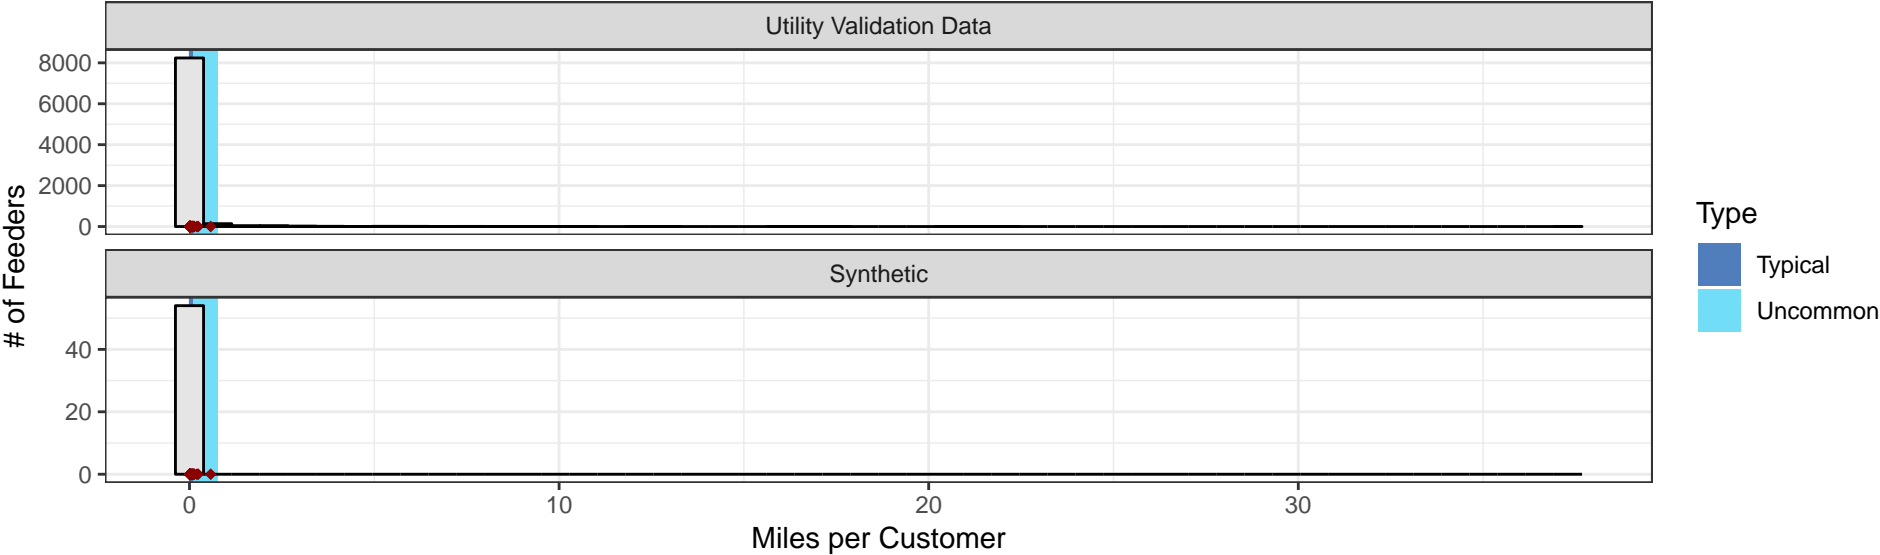 Utility Validation Data
8000
6000
4000
2000
0
# of Feeders
Synthetic
40
20
0
0 10 20 30
Miles per Customer
Type
Typical
Uncommon